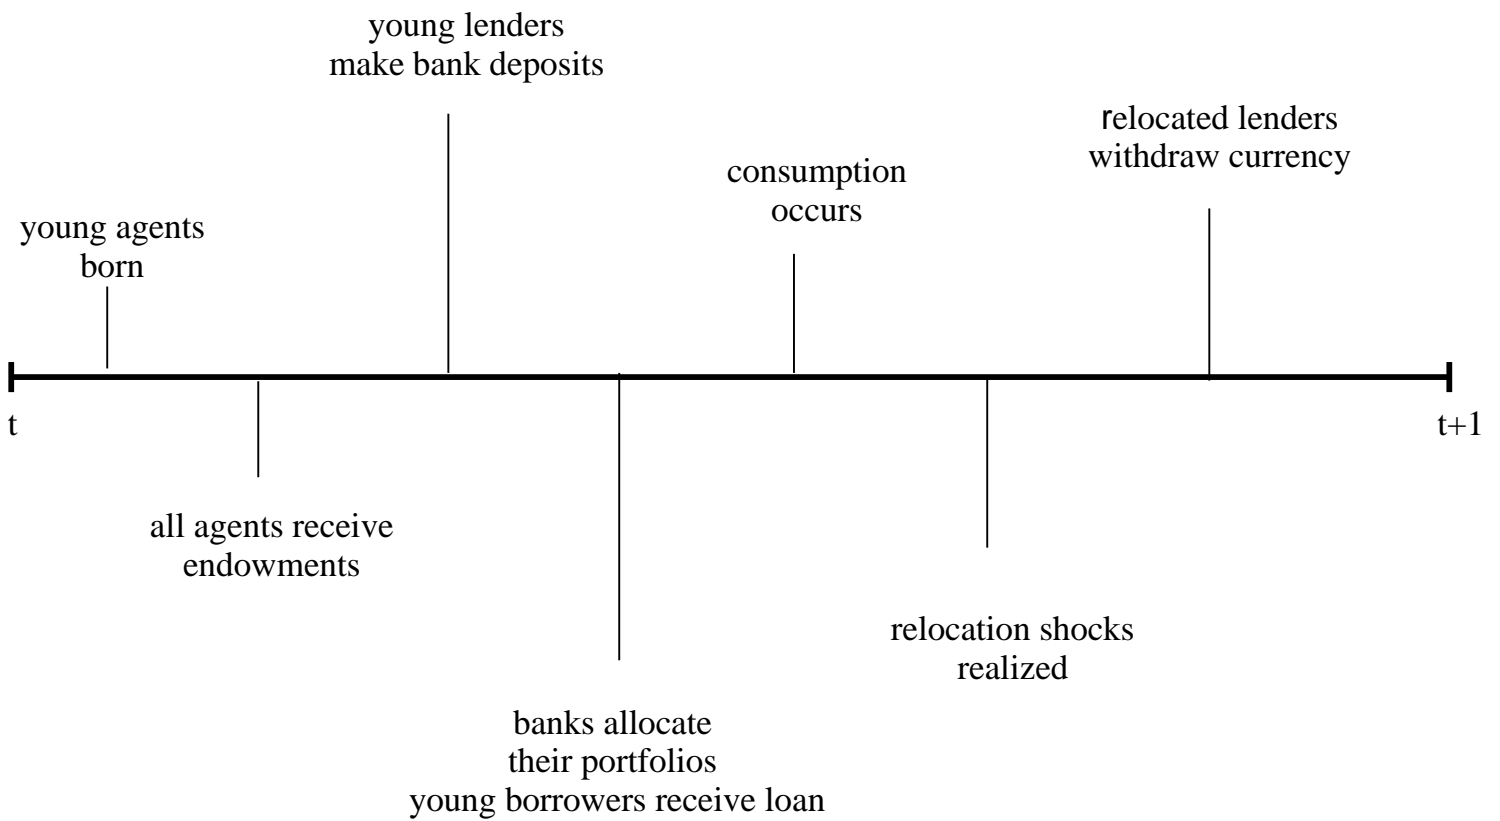 young lenders
make bank deposits
relocated lenders
withdraw currency
consumption
occurs
young agents
born
t
t+1
all agents receive
endowments
relocation shocks
realized
banks allocate
their portfolios
young borrowers receive loan